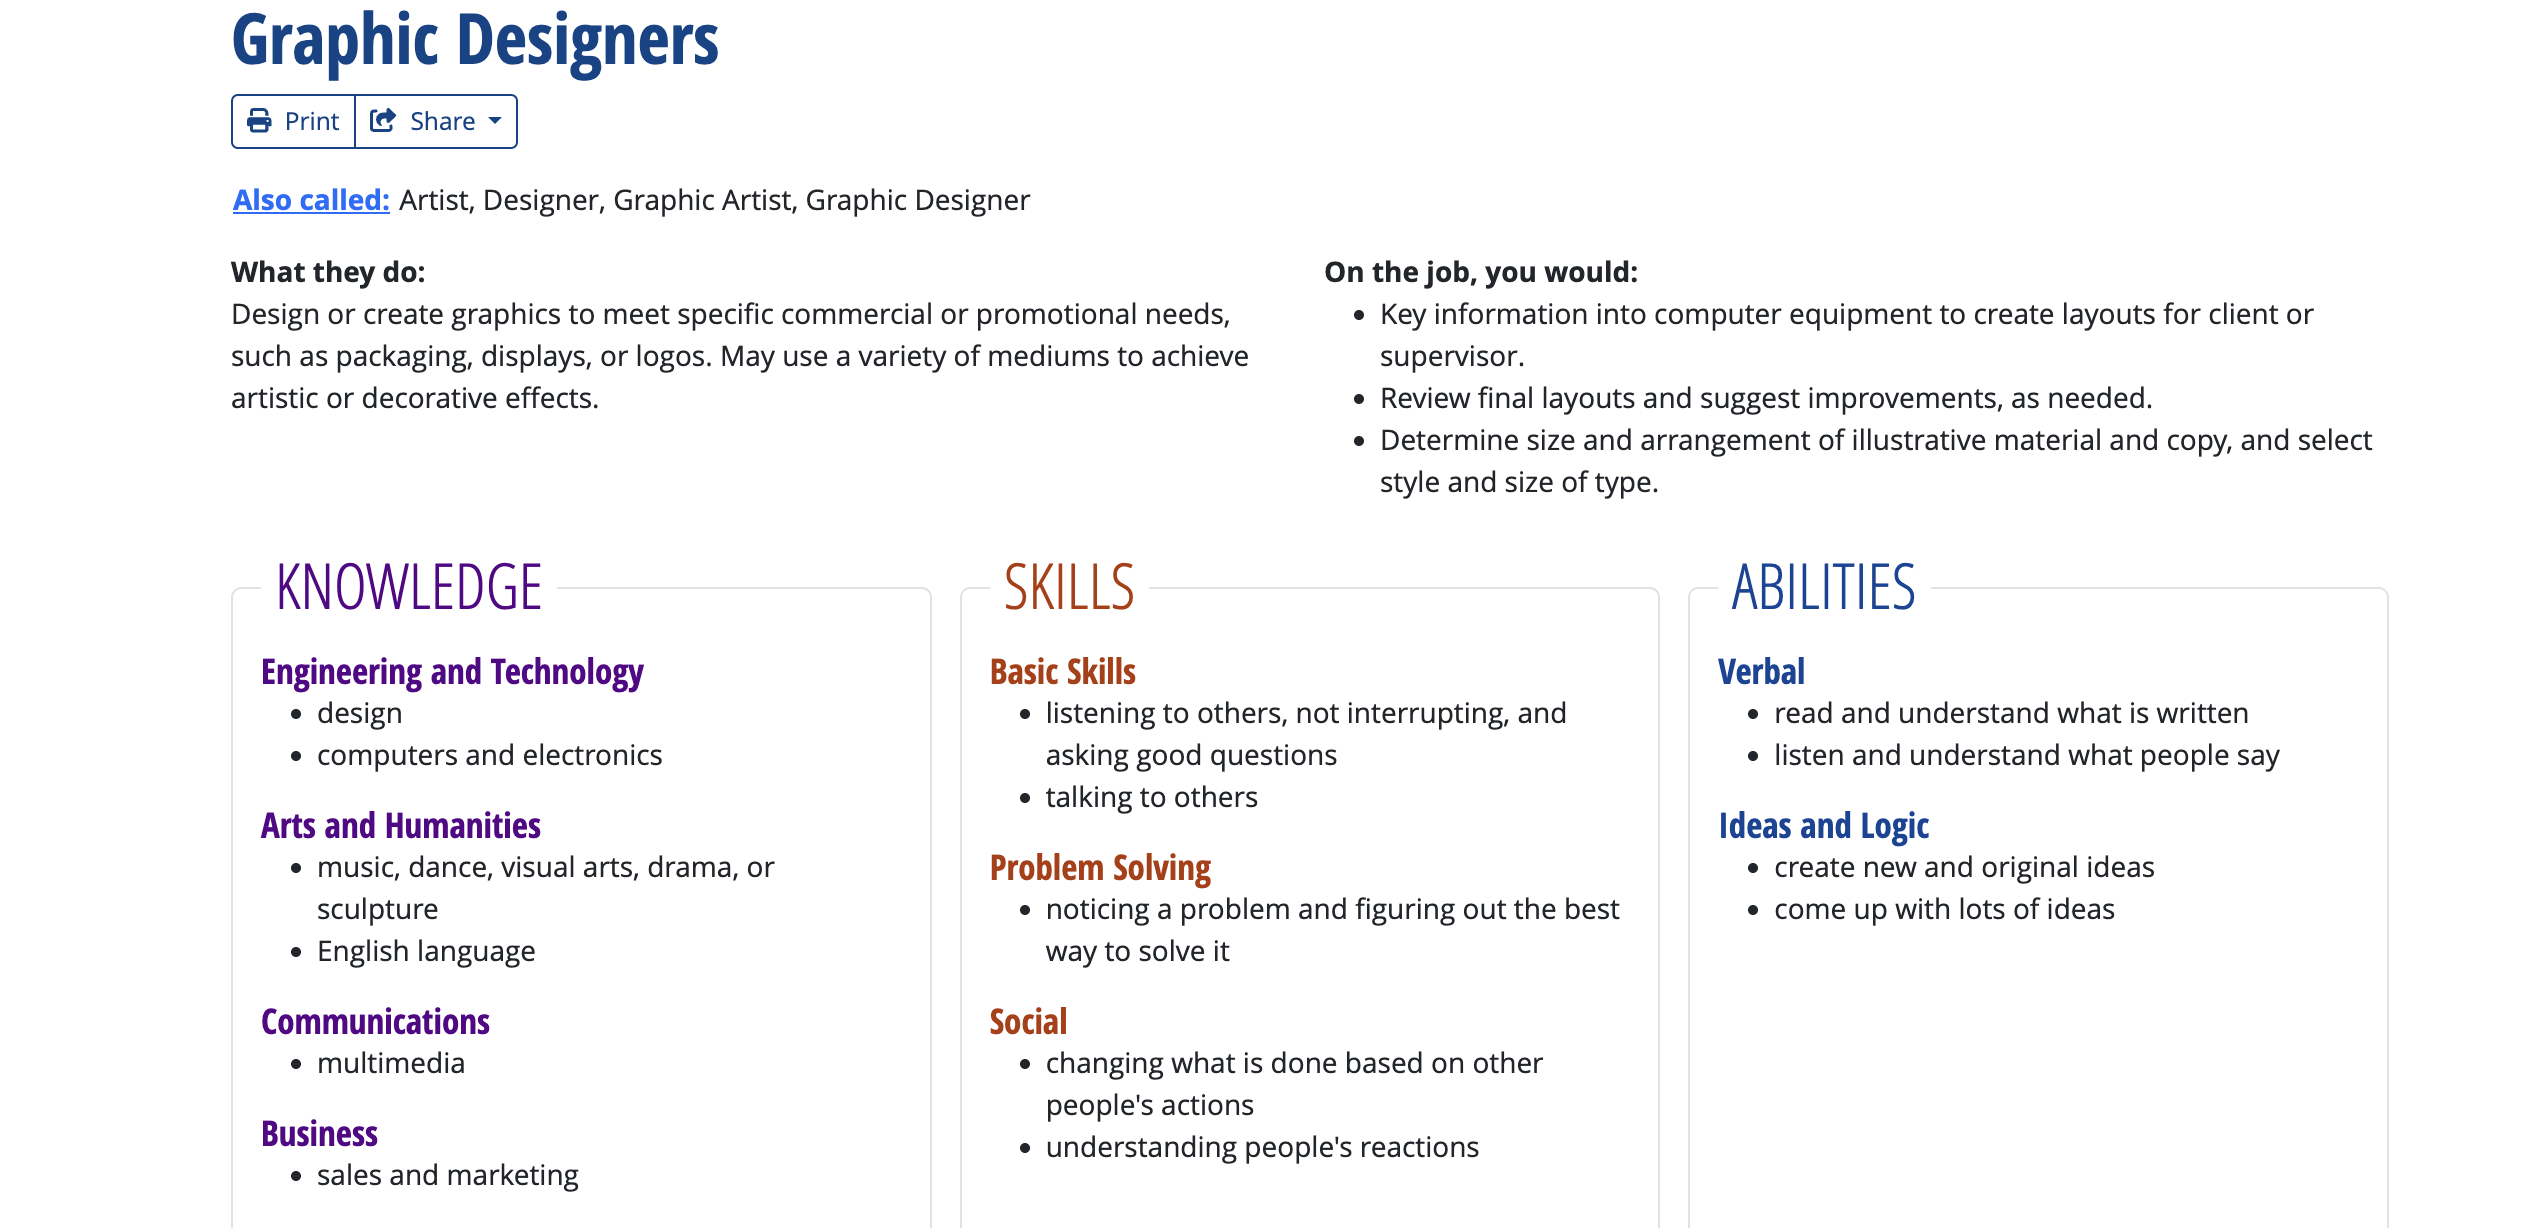 Graphic Designers
Print
Share
Also called: Artist, Designer, Graphic Artist, Graphic Designer
What they do:
Design or create graphics to meet specific commercial or promotional needs,
such as packaging, displays, or logos. May use a variety of mediums to achieve
artistic or decorative effects.
On the job, you would:
Key information into computer equipment to create layouts for client or
supervisor.
Review final layouts and suggest improvements, as needed.
Determine size and arrangement of illustrative material and copy, and select
style and size of type.
KNOWLEDGE
Engineering and Technology
design
computers and electronics
Arts and Humanities
music, dance, visual arts, drama, or
sculpture
English language
Communications
multimedia
Business
sales and marketing
SKILLS
Basic Skills
listening to others, not interrupting, and
asking good questions
talking to others
Problem Solving
noticing a problem and figuring out the best
way to solve it
Social
changing what is done based on other
people's actions
understanding people's reactions
ABILITIES
Verbal
read and understand what is written
listen and understand what people say
Ideas and Logic
create new and original ideas
come up with lots of ideas